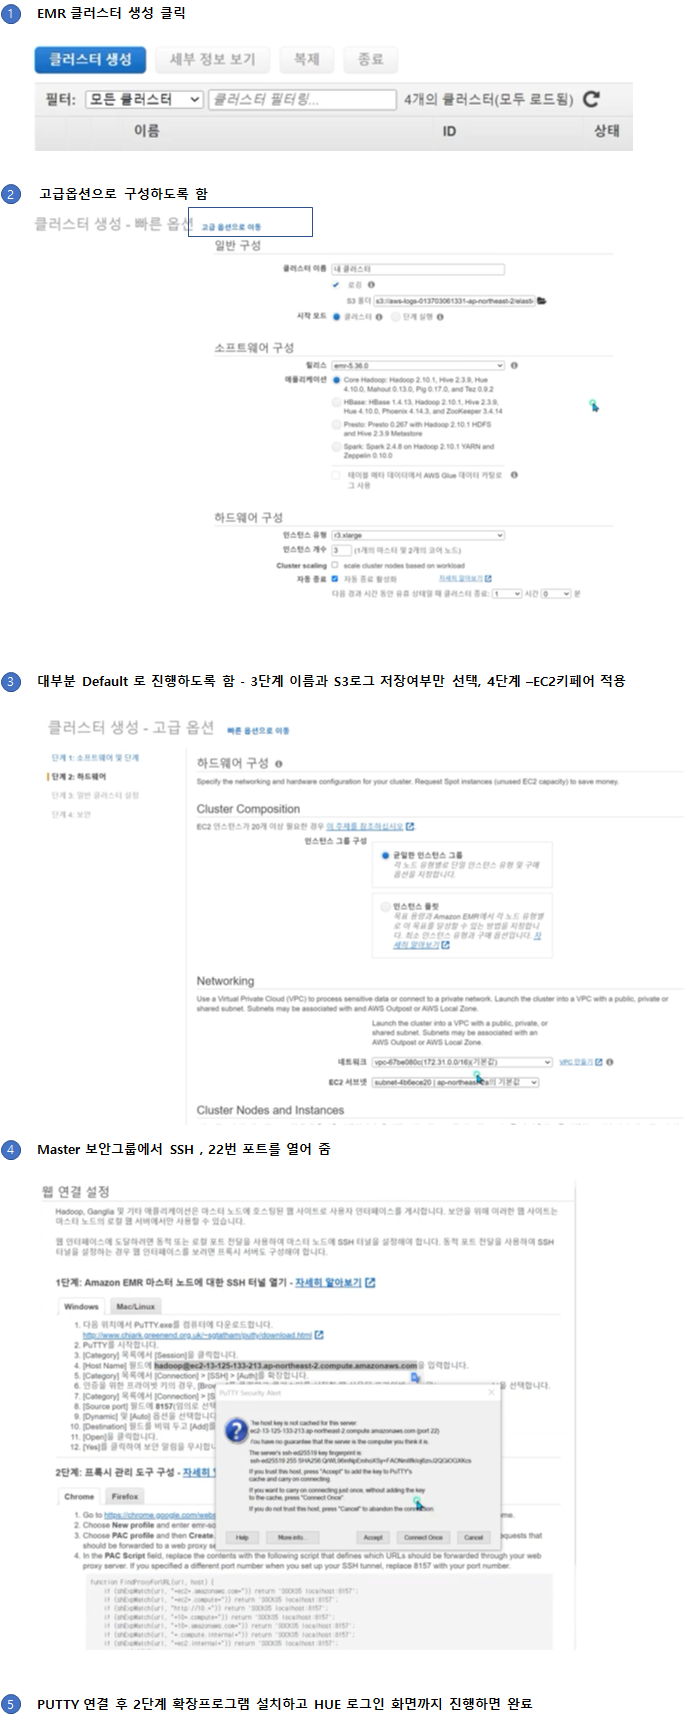 1 EMR 클러스터 생성 클릭
클러스터 생성 세부 정보 보기 복제 종료
필터: 모든 클러스터 클러스터 필터링... 4개의 클러스터(모두 로드됨)
이름 ID 상태
2 고급옵션으로 구성하도록 함
클러스터 생성 - 빠른 옵션 고급 옵션으로 이동
일반 구성
클러스터 이름 내 클러스터
로깅
S3 폴더 s3://aws-logs-013703061331-ap-northeast-2/elast
시작 모드 클러스터 단계 실행
소프트웨어 구성
릴리스 emr-5.36.0
애플리케이션 Core Hadoop: Hadoop 2.10.1, Hive 2.3.9, Hue
4.10.0, Mahout 0.13.0, Pig 0.17.0, and Tez 0.9.2
HBase: HBase 1.4.13, Hadoop 2.10.1, Hive 2.3.9,
Hue 4.10.0, Phoenix 4.14.3, and ZooKeeper 3.4.14
Presto: Presto 0.267 with Hadoop 2.10.1 HDFS
and Hive 2.3.9 Metastore
Spark: Spark 2.4.8 on Hadoop 2.10.1 YARN and
Zeppelin 0.10.0
테이블 메타 데이터에서 AWS Glue 데이터 카탈로
그 사용
하드웨어 구성
인스턴스 유형 r3.xlarge
인스턴스 개수 3 (1개의 마스터 및 2개의 코어 노드)
Cluster scaling scale cluster nodes based on workload
자동 종료 자동 종료 활성화 자세히 알아보기
다음 경과 시간 동안 유휴 상태일 때 클러스터 종료: 1 시간 0 분
3 대부분 Default 로 진행하도록 함 - 3단계 이름과 S3로그 저장여부만 선택, 4단계 –EC2키페어 적용
클러스터 생성 - 고급 옵션 빠른 옵션으로 이동
단계 1: 소프트웨어 및 단계
단계 2: 하드웨어
단계 3: 일반 클러스터 설정
단계 4: 보안
하드웨어 구성
Specify the networking and hardware configuration for your cluster. Request Spot instances (unused EC2 capacity) to save money.
Cluster Composition
EC2 인스턴스가 20개 이상 필요한 경우 이 주제를 참조하십시오
인스턴스 그룹 구성
균일한 인스턴스 그룹
각 노드 유형별로 단일 인스턴스 유형 및 구매
옵션을 지정합니다.
인스턴스 플릿
목표 용량과 Amazon EMR에서 각 노드 유형별
로 이 목표를 달성할 수 있는 방법을 지정합니
다. 최소 인스턴스 유형과 구매 옵션입니다. 자
세히 알아보기
Networking
Use a Virtual Private Cloud (VPC) to process sensitive data or connect to a private network. Launch the cluster into a VPC with a public, private or
shared subnet. Subnets may be associated with and AWS Outpost or AWS Local Zone.
Launch the cluster into a VPC with a public, private, or
shared subnet. Subnets may be associated with an
AWS Outpost or AWS Local Zone.
네트워크 vpc-67be080c(172.31.0.0/16)(기본값) VPC 만들기
EC2 서브넷 subnet-4b6ece20 | ap-northeast-2a의 기본값
Cluster Nodes and Instances
4 Master 보안그룹에서 SSH , 22번 포트를 열어 줌
웹 연결 설정
Hadoop, Ganglia 및 기타 애플리케이션은 마스터 노드에 호스팅된 웹 사이트로 사용자 인터페이스를 게시합니다. 보안을 위해 이러한 웹 사이트는
마스터 노드의 로컬 웹 서버에서만 사용할 수 있습니다.
웹 인터페이스에 도달하려면 동적 또는 로컬 포트 전달을 사용하여 마스터 노드에 SSH 터널을 설정해야 합니다. 동적 포트 전달을 사용하여 SSH
터널을 설정하는 경우 웹 인터페이스를 보려면 프록시 서버도 구성해야 합니다.
1단계: Amazon EMR 마스터 노드에 대한 SSH 터널 열기 - 자세히 알아보기
Windows Mac/Linux
1. 다음 위치에서 PuTTY.exe를 컴퓨터에 다운로드합니다.
http://www.chiark.greenend.org.uk/~sgtatham/putty/download.html
2. PuTTY를 시작합니다.
3. [Category] 목록에서 [Session]을 클릭합니다.
4. [Host Name] 필드에 hadoop@ec2-13-125-133-213.ap-northeast-2.compute.amazonaws.com을 입력합니다.
5. [Category] 목록에서 [Connection] > [SSH] > [Auth]를 확장합니다.
6. 인증을 위한 프라이빗 키의 경우, [Brow 을 선택합니다.
7. [Category] 목록에서 [Connection] > [S
8. [Source port] 필드에 8157(임의로 선택
9. [Dynamic] 및 [Auto] 옵션을 선택합니다
10. [Destination] 필드를 비워 두고 [Add]를
11. [Open]을 클릭합니다.
12. [Yes]를 클릭하여 보안 알림을 무시합니
PuTTY Security Alert
The host key is not cached for this server:
ec2-13-125-133-213.ap-northeast-2.compute.amazonaws.com (port 22)
You have no guarantee that the server is the computer you think it is.
The server's ssh-ed25519 key fingerprint is:
If you trust this host, press "Accept" to add the key to PuTTY's
cache and carry on connecting.
If you want to carry on connecting just once, without adding the key
to the cache, press "Connect Once".
If you do not trust this host, press "Cancel" to abandon the connection.
Help More info... Accept Connect Once Cancel
2단계: 프록시 관리 도구 구성 - 자세히
Chrome Firefox
1. Go to https://chrome.google.com/webs me.
2. Choose New profile and enter emr-so
3. Choose PAC profile and then Create. equests that
should be forwarded to a web proxy se
4. In the PAC Script field, replace the contents with the following script that defines which URLs should be forwarded through your web
proxy server. If you specified a different port number when you set up your SSH tunnel, replace 8157 with your port number.
function FindProxyForURL(url, host) {
if (shExpMatch(url, "*ec2*.amazonaws.com*")) return 'SOCKS5 localhost:8157';
if (shExpMatch(url, "*ec2*.compute*")) return 'SOCKS5 localhost:8157';
if (shExpMatch(url, "http://10.*")) return 'SOCKS5 localhost:8157';
if (shExpMatch(url, "*10*.compute*")) return 'SOCKS5 localhost:8157';
if (shExpMatch(url, "*10*.amazonaws.com*")) return 'SOCKS5 localhost:8157';
if (shExpMatch(url, "*.compute.internal*")) return 'SOCKS5 localhost:8157';
if (shExpMatch(url, "*ec2.internal*")) return 'SOCKS5 localhost:8157';
5 PUTTY 연결 후 2단계 확장프로그램 설치하고 HUE 로그인 화면까지 진행하면 완료